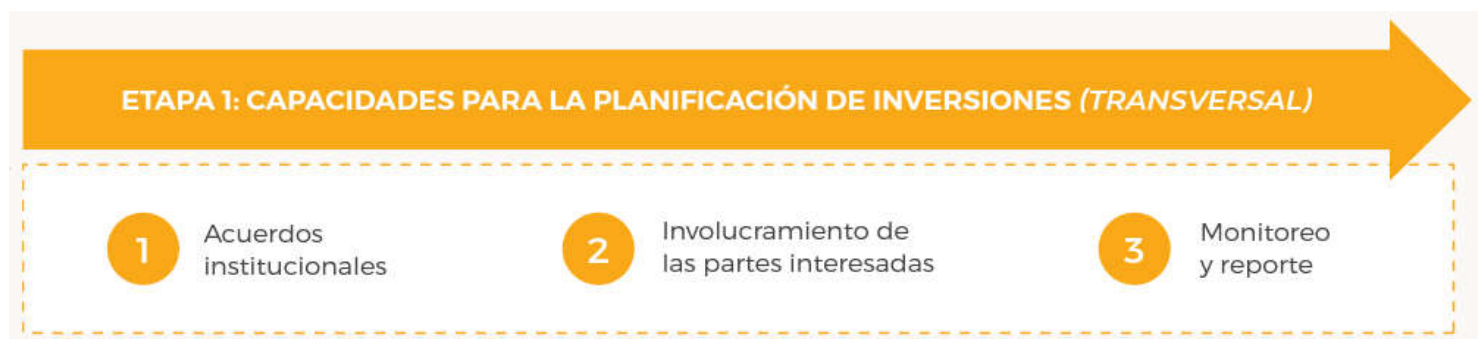 ETAPA 1: CAPACIDADES PARA LA PLANIFICACIÓN DE INVERSIONES (TRANSVERSAL)
1
Acuerdos
institucionales
2
Involucramiento de
las partes interesadas
3
Monitoreo
y reporte